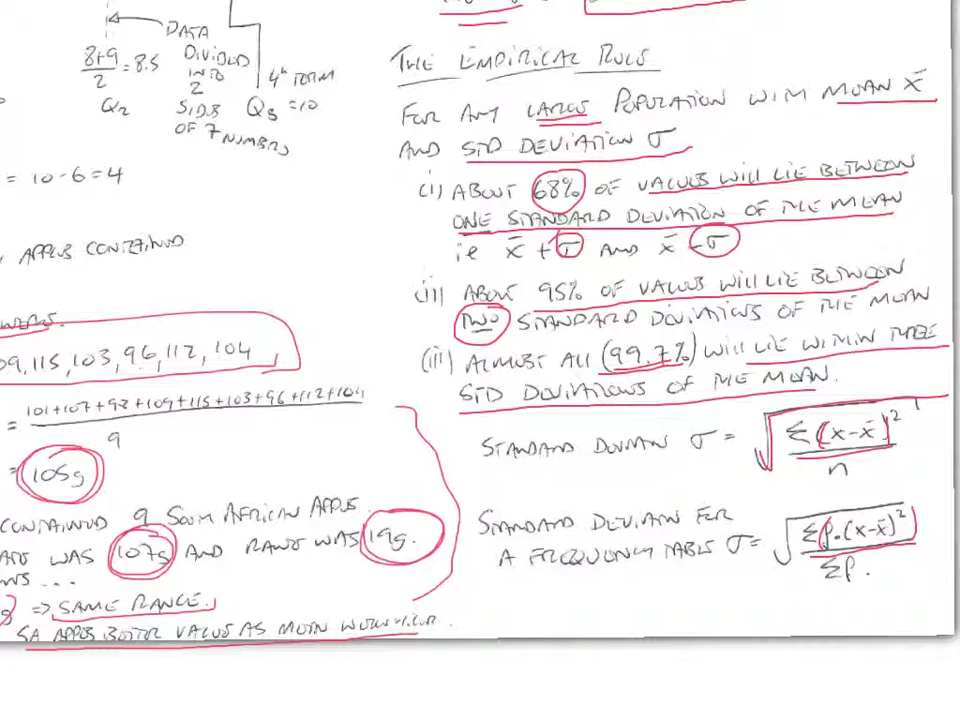 DATA
DIVIDED
INTO
2
SIDES
OF 7 NUMBERS
8+9
2
= 8.5
Q2
4th TERM
Q3 = 10
= 10 - 6 = 4
APPLES CONTAINED
09, 115, 103, 96, 112, 104
= 101+107+98+109+115+103+96+112+104
9
= 105g
CONTAINED 9 SOUTH AFRICAN APPLES.
WAS 107g AND RANGE WAS 19g.
...
=> SAME RANGE.
SA APPLES BETTER VALUE AS MEAN
THE EMPIRICAL RULE
FOR ANY LARGE POPULATION WITH MEAN x̄
AND STD DEVIATION σ
(i) ABOUT 68% OF VALUES WILL LIE BETWEEN
ONE STANDARD DEVIATION OF THE MEAN
ie x̄ + σ AND x̄ - σ
(ii) ABOUT 95% OF VALUES WILL LIE BETWEEN
TWO STANDARD DEVIATIONS OF THE MEAN
(iii) ALMOST ALL (99.7%) WILL LIE WITHIN THREE
STD DEVIATIONS OF THE MEAN.
STANDARD DEVIATION σ = √(Σ(x-x̄)²/n)
STANDARD DEVIATION FOR
A FREQUENCY TABLE σ = √(Σf.(x-x̄)²/Σf.)